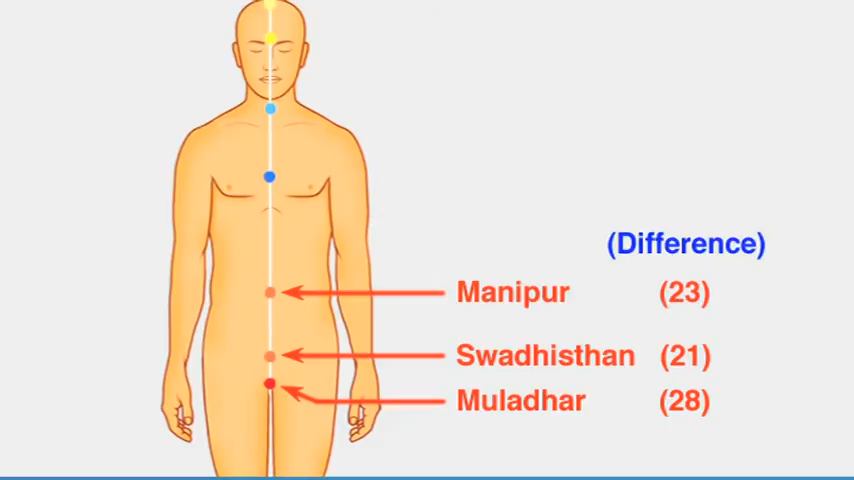 (Difference)
Manipur (23)
Swadhisthan (21)
Muladhar (28)